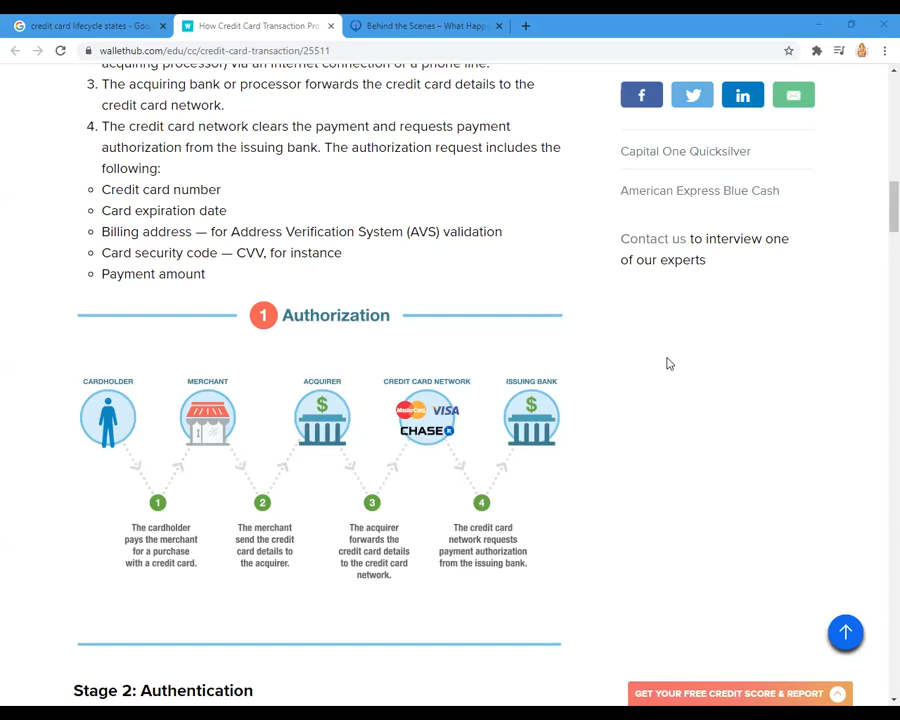 credit card lifecycle states - Goo
How Credit Card Transaction Pro
Behind the Scenes – What Happ
wallethub.com/edu/cc/credit-card-transaction/25511
acquiring processor) via an internet connection or a phone line.
3. The acquiring bank or processor forwards the credit card details to the
credit card network.
4. The credit card network clears the payment and requests payment
authorization from the issuing bank. The authorization request includes the
following:
Credit card number
Card expiration date
Billing address — for Address Verification System (AVS) validation
Card security code — CVV, for instance
Payment amount
Capital One Quicksilver
American Express Blue Cash
Contact us to interview one
of our experts
1 Authorization
CARDHOLDER
MERCHANT
ACQUIRER
CREDIT CARD NETWORK
ISSUING BANK
$
MasterCard
VISA
CHASE
$
1
2
3
4
The cardholder
pays the merchant
for a purchase
with a credit card.
The merchant
send the credit
card details to
the acquirer.
The acquirer
forwards the
credit card details
to the credit card
network.
The credit card
network requests
payment authorization
from the issuing bank.
Stage 2: Authentication
GET YOUR FREE CREDIT SCORE & REPORT